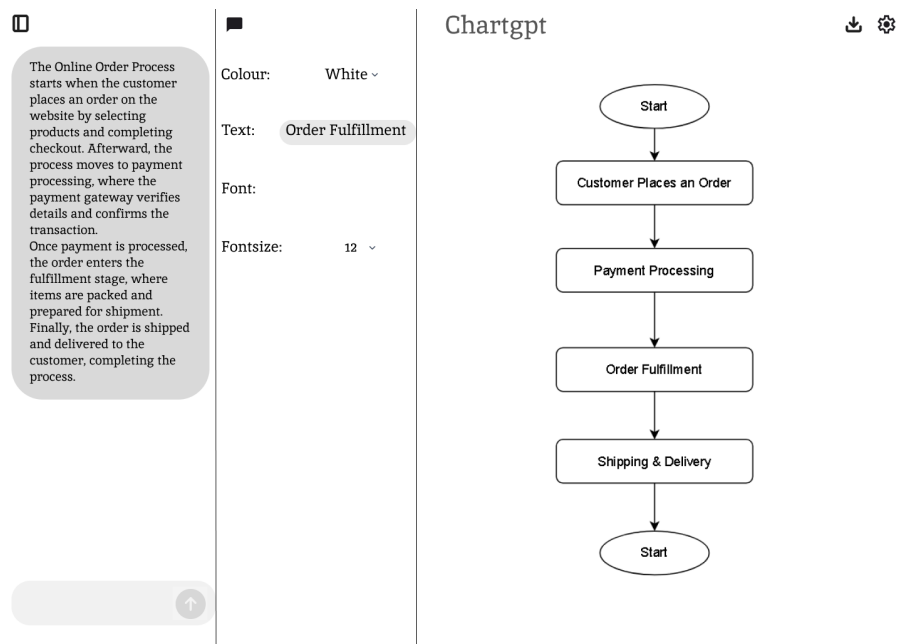 The Online Order Process
starts when the customer
places an order on the
website by selecting
products and completing
checkout. Afterward, the
process moves to payment
processing, where the
payment gateway verifies
details and confirms the
transaction.
Once payment is processed,
the order enters the
fulfillment stage, where
items are packed and
prepared for shipment.
Finally, the order is shipped
and delivered to the
customer, completing the
process.
Colour: White
Text: Order Fulfillment
Font:
Fontsize: 12
Chartgpt
Start
Customer Places an Order
Payment Processing
Order Fulfillment
Shipping & Delivery
Start